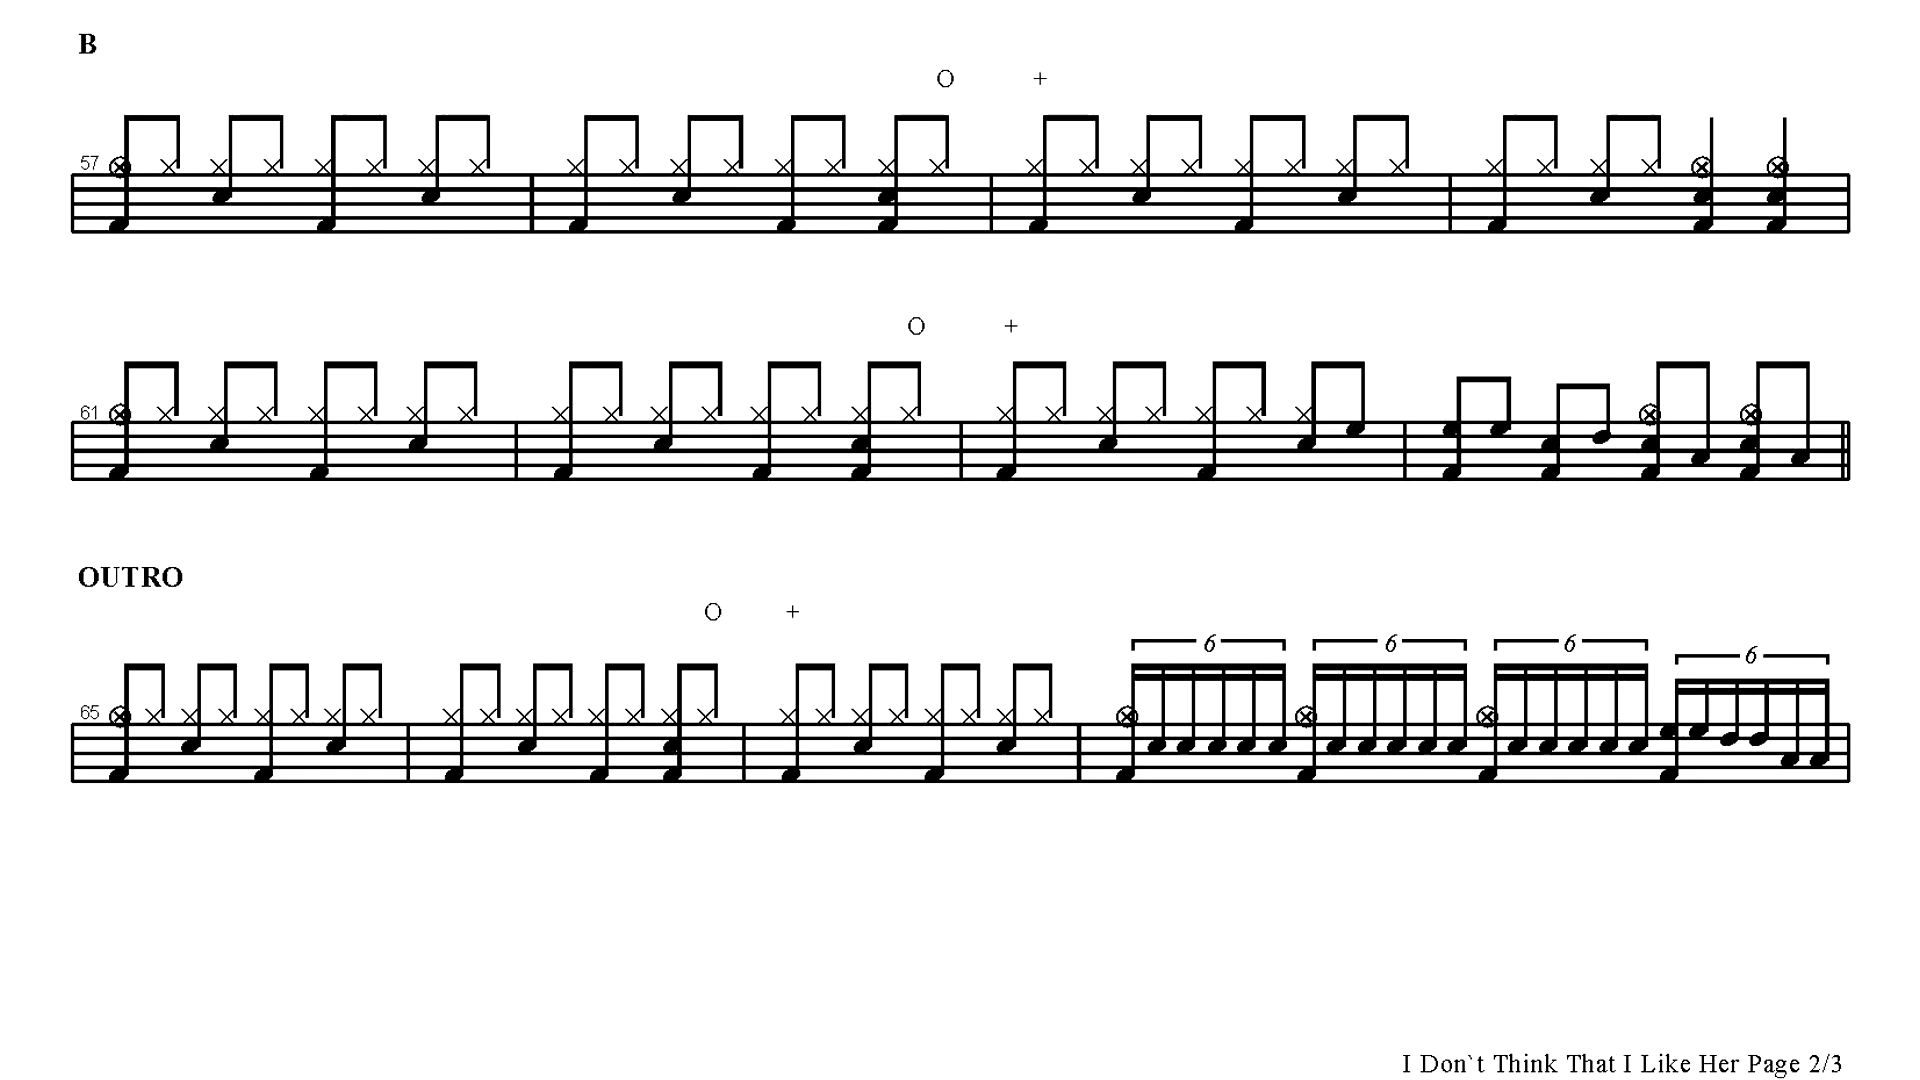 B
O +
57
O +
61
OUTRO
O +
6 6 6 6
65
I Don`t Think That I Like Her Page 2/3